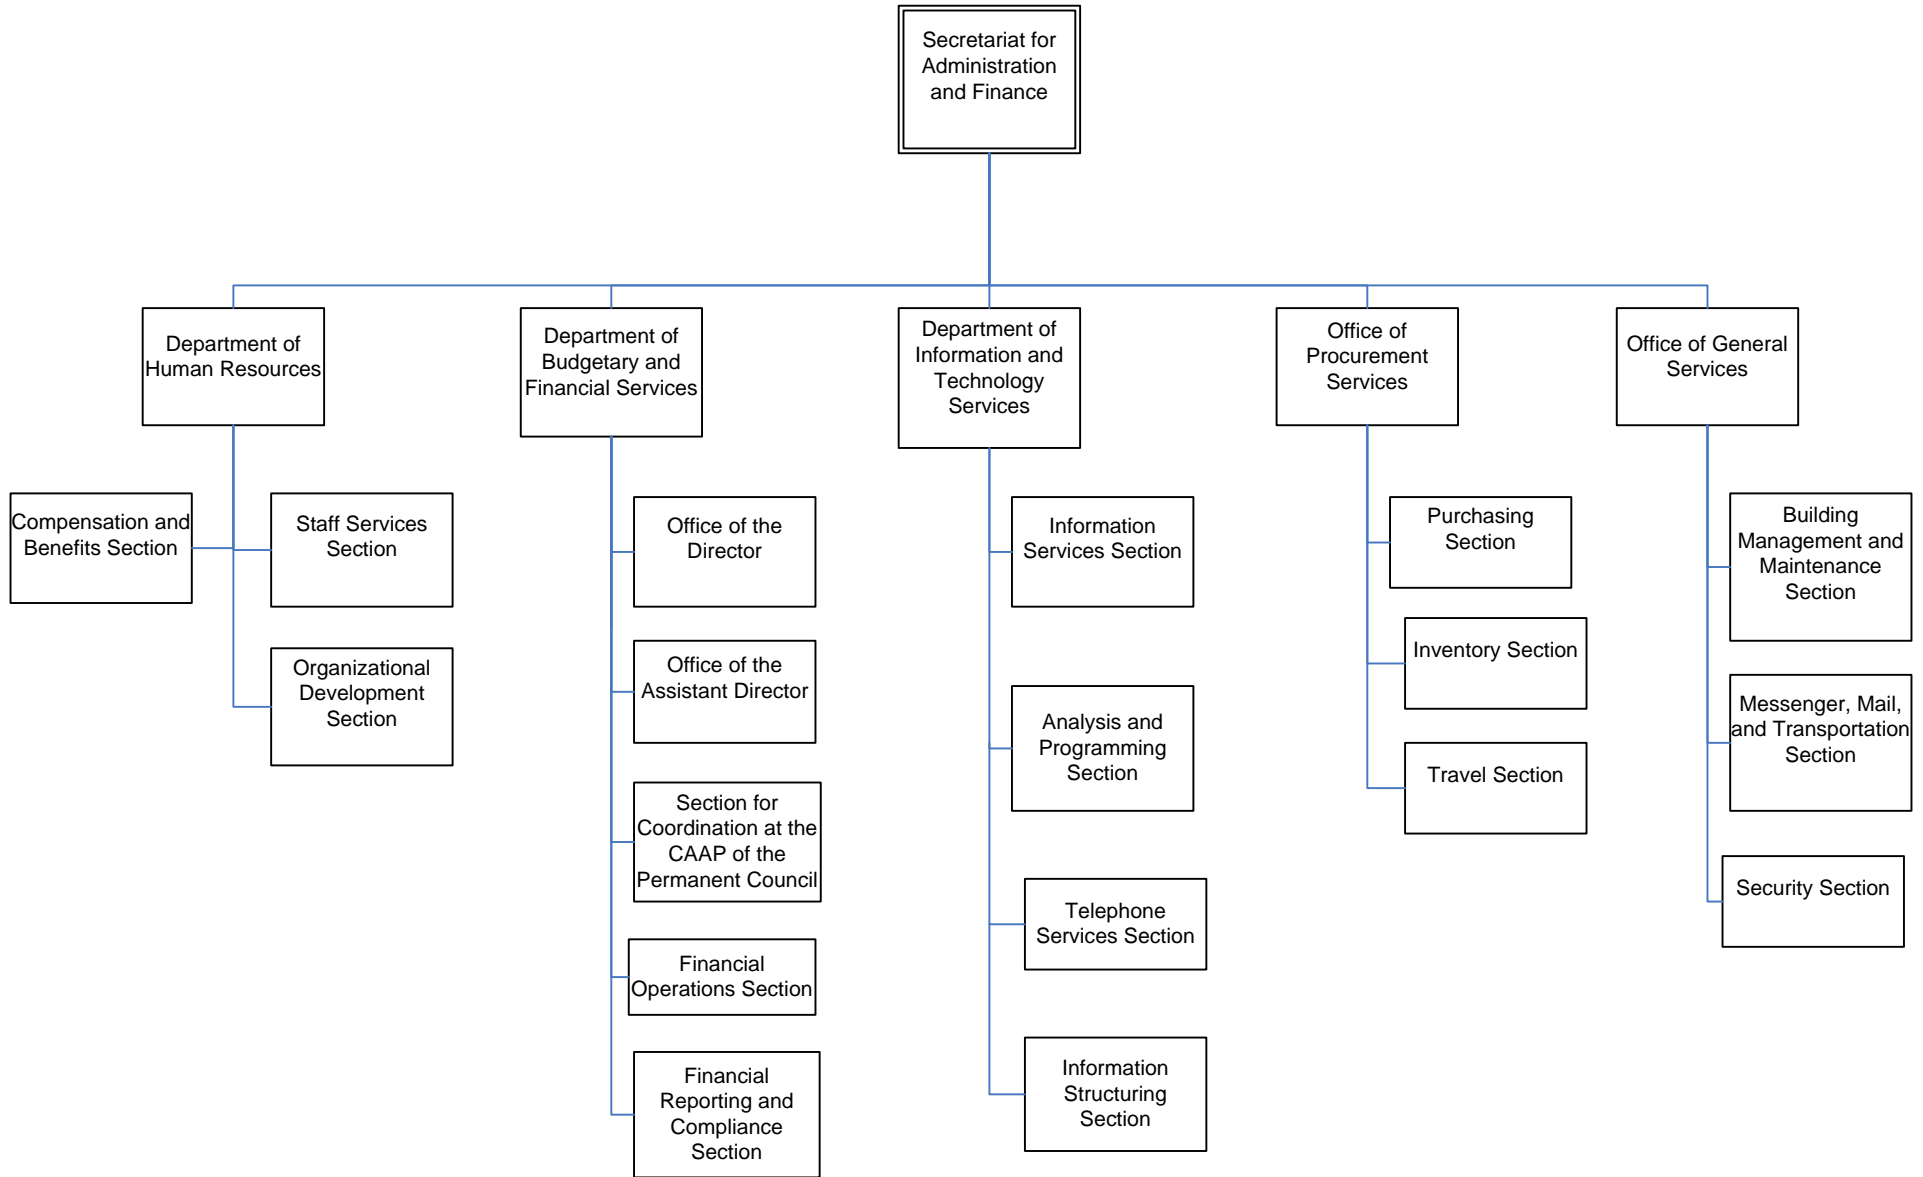 Secretariat for
Administration
and Finance
Department of
Human Resources
Department of
Budgetary and
Financial Services
Department of
Information and
Technology
Services
Office of
Procurement
Services
Office of General
Services
Compensation and
Benefits Section
Staff Services
Section
Organizational
Development
Section
Office of the
Director
Office of the
Assistant Director
Section for
Coordination at the
CAAP of the
Permanent Council
Financial
Operations Section
Financial
Reporting and
Compliance
Section
Information
Services Section
Analysis and
Programming
Section
Telephone
Services Section
Information
Structuring
Section
Purchasing
Section
Inventory Section
Travel Section
Building
Management and
Maintenance
Section
Messenger, Mail,
and Transportation
Section
Security Section